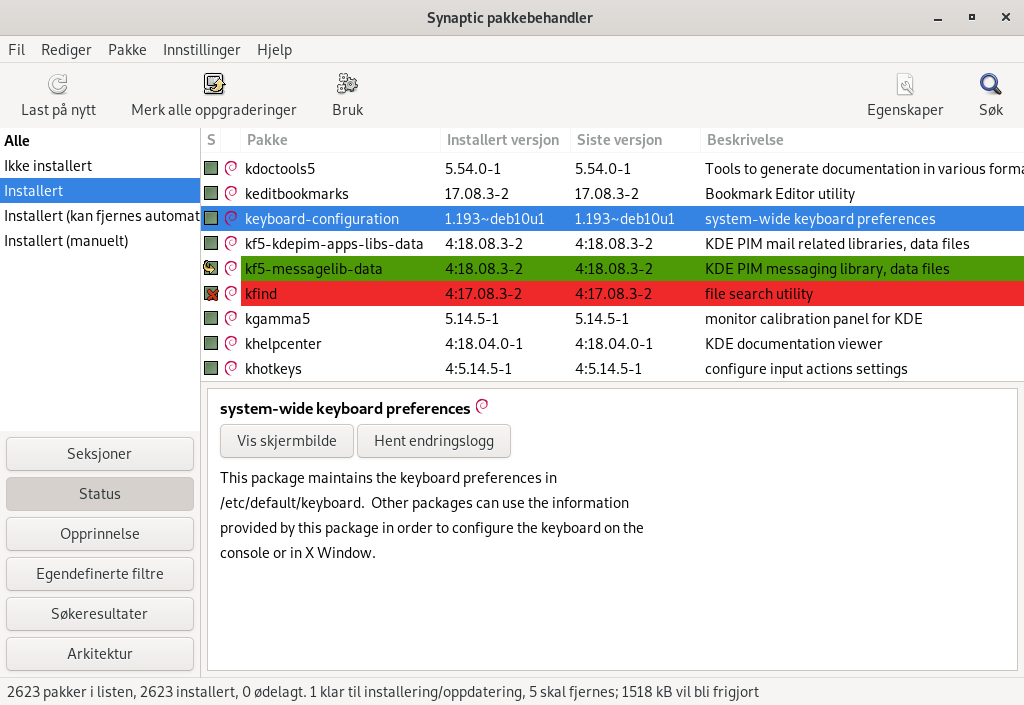 Synaptic pakkebehandler
Fil Rediger Pakke Innstillinger Hjelp
Last på nytt Merk alle oppgraderinger Bruk Egenskaper Søk
Alle
Ikke installert
Installert
Installert (kan fjernes automat
Installert (manuelt)
S Pakke Installert versjon Siste versjon Beskrivelse
kdoctools5 5.54.0-1 5.54.0-1 Tools to generate documentation in various forma
keditbookmarks 17.08.3-2 17.08.3-2 Bookmark Editor utility
keyboard-configuration 1.193~deb10u1 1.193~deb10u1 system-wide keyboard preferences
kf5-kdepim-apps-libs-data 4:18.08.3-2 4:18.08.3-2 KDE PIM mail related libraries, data files
kf5-messagelib-data 4:18.08.3-2 4:18.08.3-2 KDE PIM messaging library, data files
kfind 4:17.08.3-2 4:17.08.3-2 file search utility
kgamma5 5.14.5-1 5.14.5-1 monitor calibration panel for KDE
khelpcenter 4:18.04.0-1 4:18.04.0-1 KDE documentation viewer
khotkeys 4:5.14.5-1 4:5.14.5-1 configure input actions settings
Seksjoner
Status
Opprinnelse
Egendefinerte filtre
Søkeresultater
Arkitektur
system-wide keyboard preferences
Vis skjermbilde Hent endringslogg
This package maintains the keyboard preferences in
/etc/default/keyboard.  Other packages can use the information
provided by this package in order to configure the keyboard on the
console or in X Window.
2623 pakker i listen, 2623 installert, 0 ødelagt. 1 klar til installering/oppdatering, 5 skal fjernes; 1518 kB vil bli frigjort